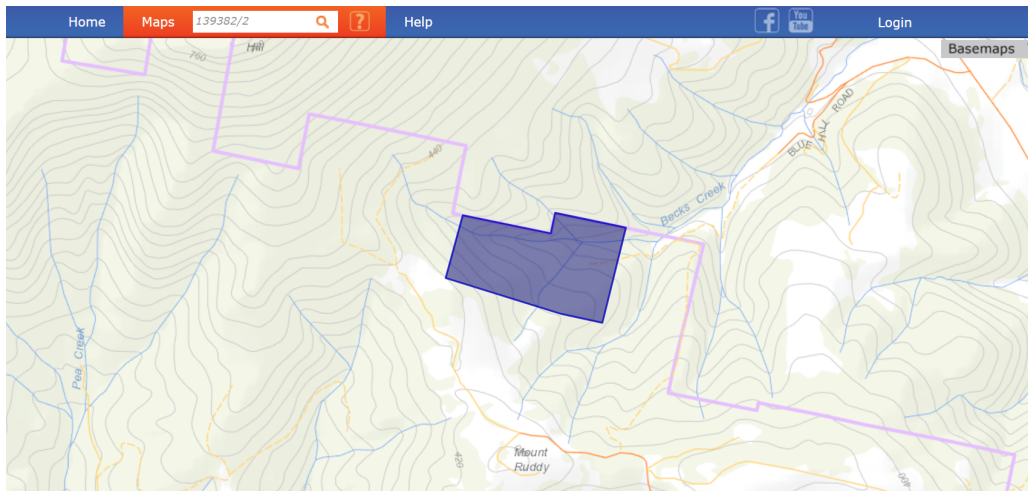 Home
Maps
139382/2
?
Help
f
You
Tube
Login
Basemaps
Hill
760
440
BLUE HILL ROAD
Becks Creek
Pea Creek
Mount
Ruddy
420
400